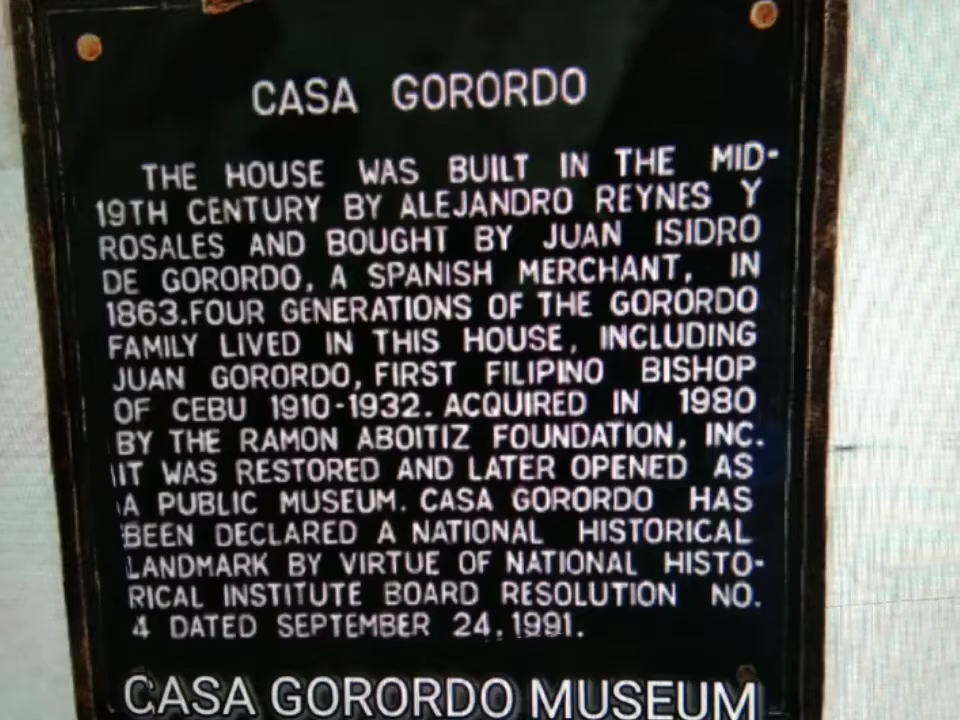 CASA GORORDO
THE HOUSE WAS BUILT IN THE MID-
19TH CENTURY BY ALEJANDRO REYNES Y
ROSALES AND BOUGHT BY JUAN ISIDRO
DE GORORDO, A SPANISH MERCHANT, IN
1863.FOUR GENERATIONS OF THE GORORDO
FAMILY LIVED IN THIS HOUSE, INCLUDING
JUAN GORORDO, FIRST FILIPINO BISHOP
OF CEBU 1910-1932. ACQUIRED IN 1980
BY THE RAMON ABOITIZ FOUNDATION, INC.
IT WAS RESTORED AND LATER OPENED AS
A PUBLIC MUSEUM. CASA GORORDO HAS
BEEN DECLARED A NATIONAL HISTORICAL
LANDMARK BY VIRTUE OF NATIONAL HISTO-
RICAL INSTITUTE BOARD RESOLUTION NO.
4 DATED SEPTEMBER 24, 1991.
CASA GORORDO MUSEUM